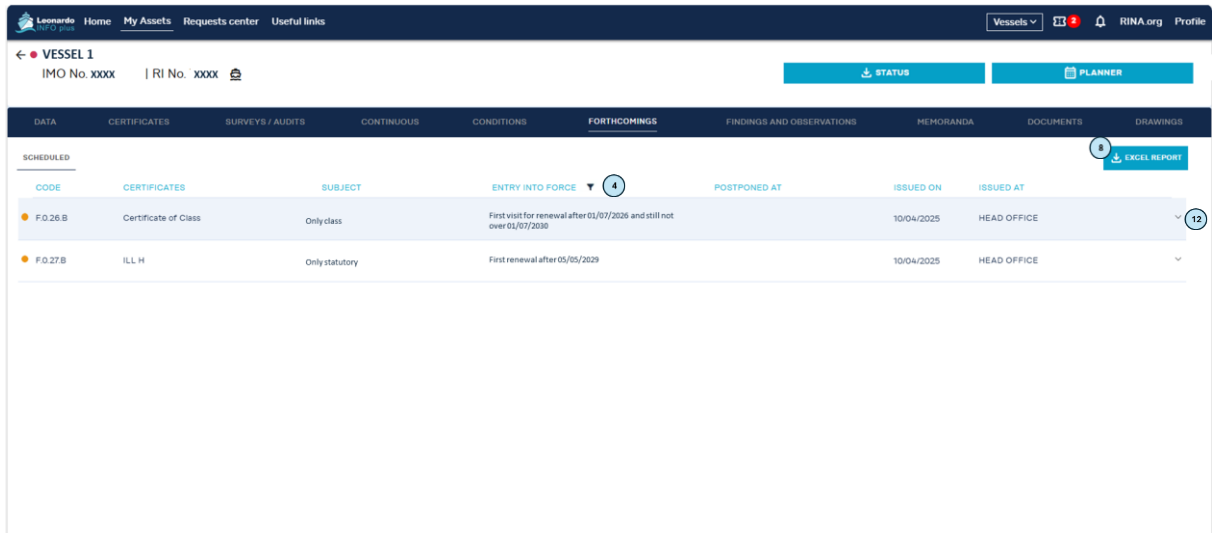 Leonardo INFO plus Home My Assets Requests center Useful links Vessels 2 RINA.org Profile
VESSEL 1
IMO No. xxxx | RI No. xxxx
STATUS PLANNER
DATA CERTIFICATES SURVEYS / AUDITS CONTINUOUS CONDITIONS FORTHCOMINGS FINDINGS AND OBSERVATIONS MEMORANDA DOCUMENTS DRAWINGS
SCHEDULED 8 EXCEL REPORT
CODE CERTIFICATES SUBJECT ENTRY INTO FORCE 4 POSTPONED AT ISSUED ON ISSUED AT
F.0.26.B Certificate of Class Only class First visit for renewal after 01/07/2026 and still not over 01/07/2030 10/04/2025 HEAD OFFICE 12
F.0.27.B ILL H Only statutory First renewal after 05/05/2029 10/04/2025 HEAD OFFICE